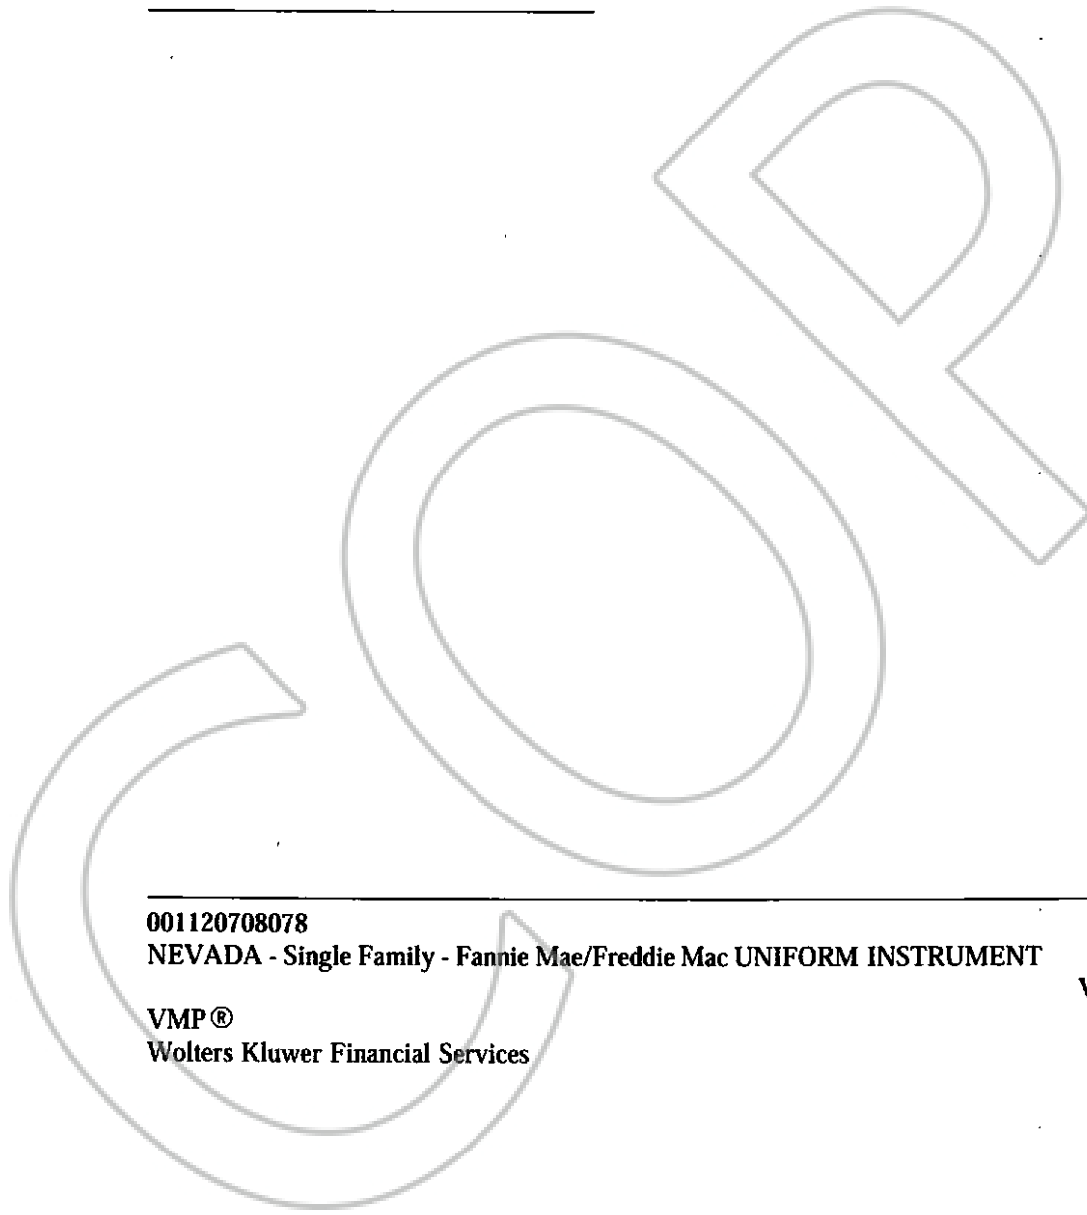 COP
001120708078
NEVADA - Single Family - Fannie Mae/Freddie Mac UNIFORM INSTRUMENT
VMP ®
Wolters Kluwer Financial Services